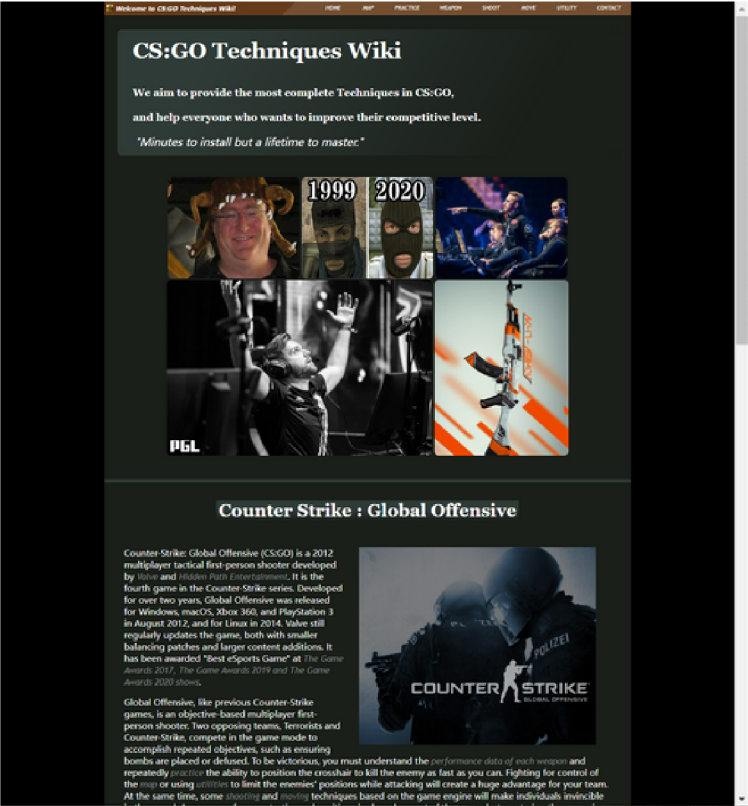 Welcome to CS:GO Techniques Wiki!
HOME MAP PRACTICE WEAPON SHOOT MOVE UTILITY CONTACT
CS:GO Techniques Wiki
We aim to provide the most complete Techniques in CS:GO,
and help everyone who wants to improve their competitive level.
"Minutes to install but a lifetime to master."
1999 2020
PGL
Counter Strike : Global Offensive
Counter-Strike: Global Offensive (CS:GO) is a 2012
multiplayer tactical first-person shooter developed
by Valve and Hidden Path Entertainment. It is the
fourth game in the Counter-Strike series. Developed
for over two years, Global Offensive was released
for Windows, macOS, Xbox 360, and PlayStation 3
in August 2012, and for Linux in 2014. Valve still
regularly updates the game, both with smaller
balancing patches and larger content additions. It
has been awarded "Best eSports Game" at The Game
Awards 2017, The Game Awards 2019 and The Game
Awards 2020 shows.
POLIZEI
COUNTER STRIKE
GLOBAL OFFENSIVE
Global Offensive, like previous Counter-Strike
games, is an objective-based multiplayer first-
person shooter. Two opposing teams, Terrorists and
Counter-Strike, compete in the game mode to
accomplish repeated objectives, such as ensuring
bombs are placed or defused. To be victorious, you must understand the performance data of each weapon and
repeatedly practice the ability to position the crosshair to kill the enemy as fast as you can. Fighting for control of
the map or using utilities to limit the enemies' positions while attacking will create a huge advantage for your team.
At the same time, some shooting and moving techniques based on the game engine will make individuals invincible